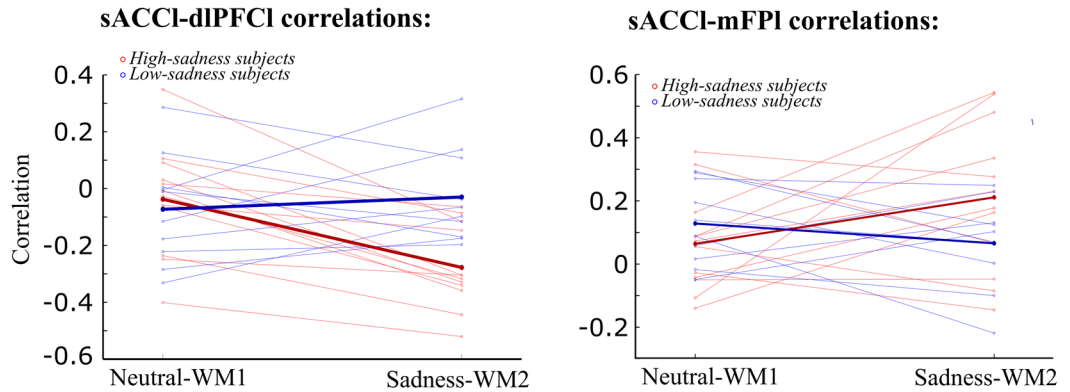 sACCl-dlPFCl correlations:
High-sadness subjects
Low-sadness subjects
Correlation
0.4
0.2
0
-0.2
-0.4
-0.6
Neutral-WM1
Sadness-WM2
sACCl-mFPl correlations:
High-sadness subjects
Low-sadness subjects
0.6
0.4
0.2
0
-0.2
Neutral-WM1
Sadness-WM2